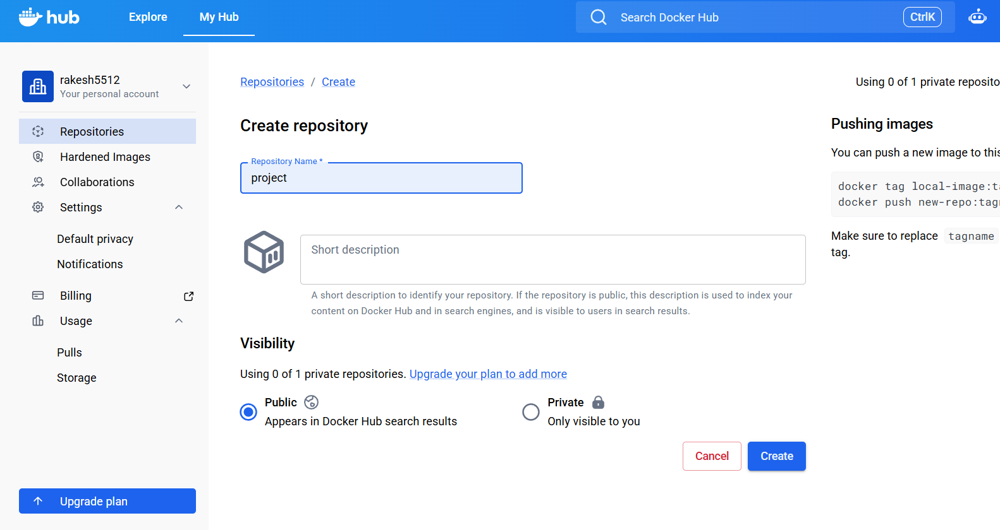 hub
Explore
My Hub
Search Docker Hub
CtrlK
rakesh5512
Your personal account
Repositories
Hardened Images
Collaborations
Settings
Default privacy
Notifications
Billing
Usage
Pulls
Storage
Upgrade plan
Repositories / Create
Using 0 of 1 private reposito
Create repository
Repository Name *
project
Short description
A short description to identify your repository. If the repository is public, this description is used to index your
content on Docker Hub and in search engines, and is visible to users in search results.
Visibility
Using 0 of 1 private repositories. Upgrade your plan to add more
Public
Appears in Docker Hub search results
Private
Only visible to you
Cancel
Create
Pushing images
You can push a new image to this
docker tag local-image:ta
docker push new-repo:tag
Make sure to replace tagname
tag.